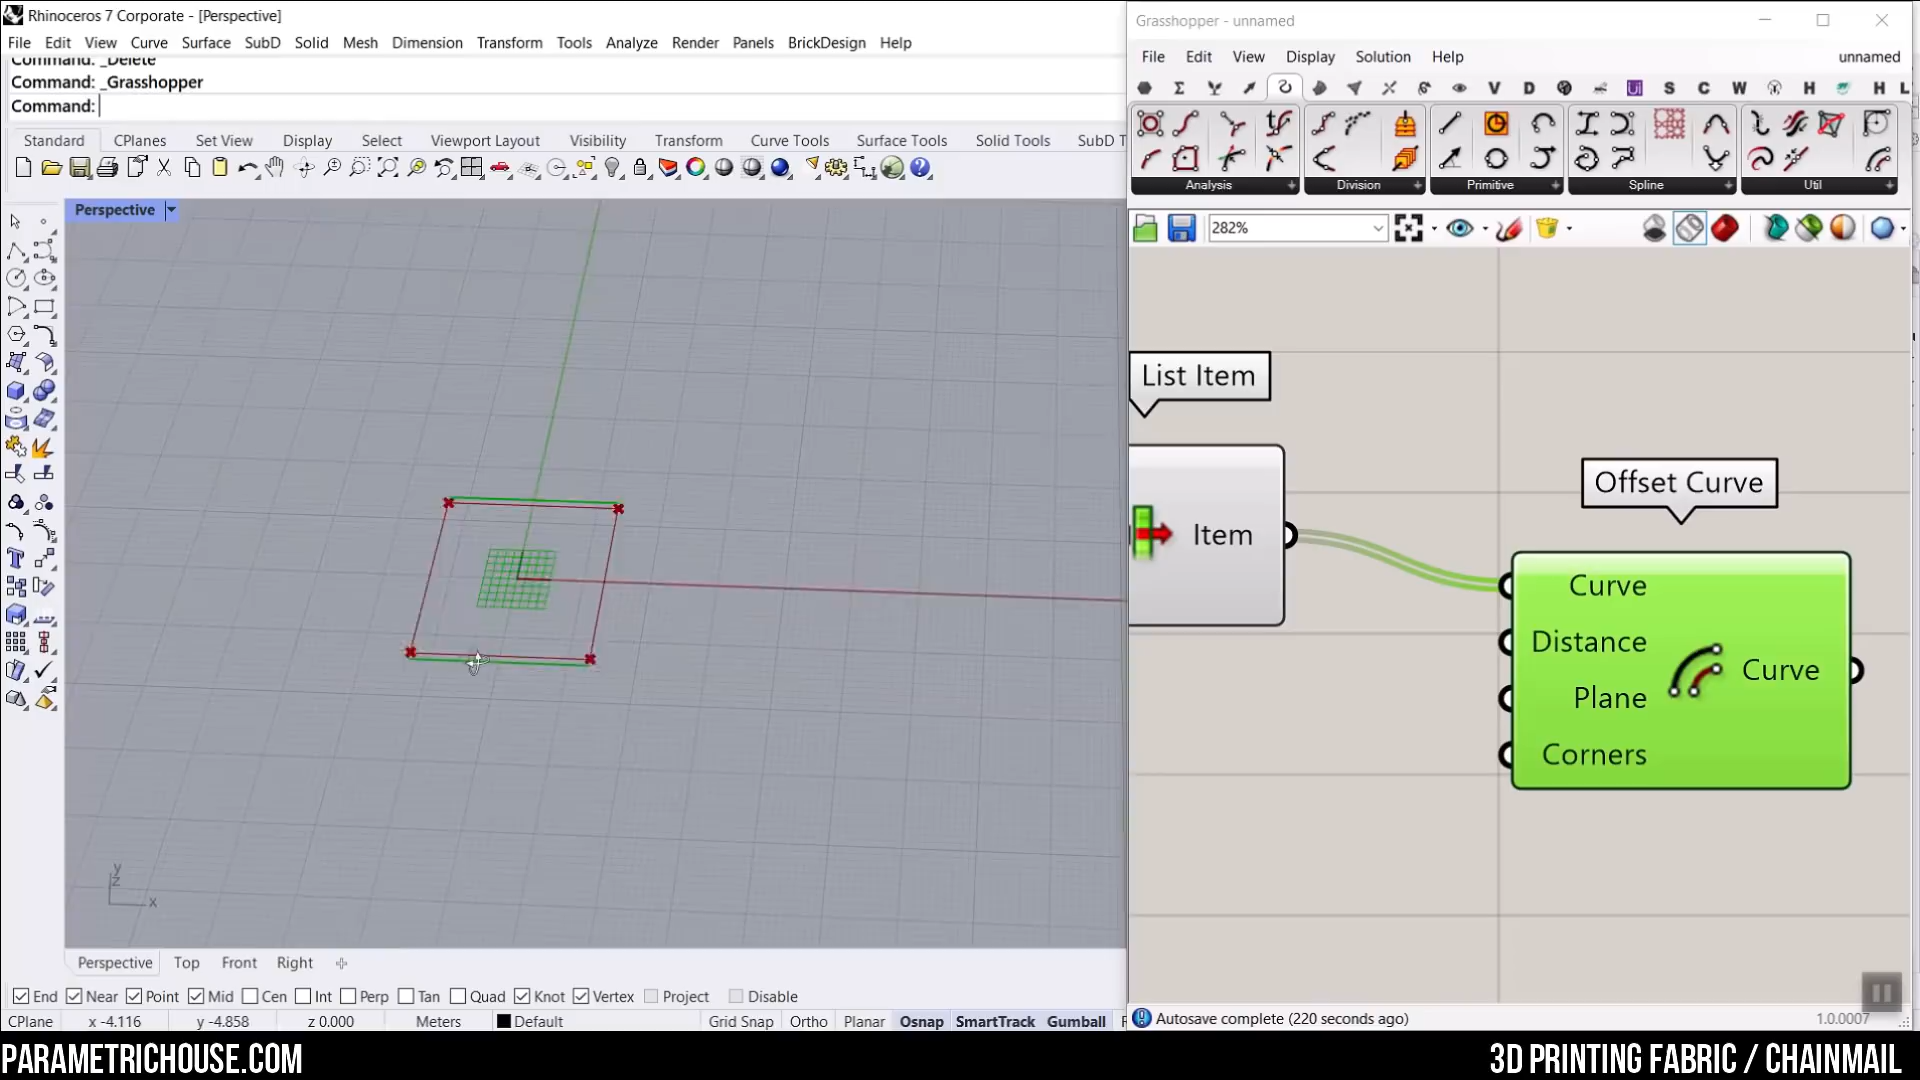 Rhinoceros 7 Corporate - [Perspective]
File Edit View Curve Surface SubD Solid Mesh Dimension Transform Tools Analyze Render Panels BrickDesign Help
Command: _Delete
Command: _Grasshopper
Command:
Standard CPlanes Set View Display Select Viewport Layout Visibility Transform Curve Tools Surface Tools Solid Tools SubD T
Perspective
y
z
x
Perspective Top Front Right
End Near Point Mid Cen Int Perp Tan Quad Knot Vertex Project Disable
CPlane x -4.116 y -4.858 z 0.000 Meters Default Grid Snap Ortho Planar Osnap SmartTrack Gumball
Grasshopper - unnamed
File Edit View Display Solution Help unnamed
V D S C W H H L
Analysis Division Primitive Spline Util
282%
List Item
Item
Offset Curve
Curve
Distance
Plane
Corners
Curve
Autosave complete (220 seconds ago)
1.0.0007
PARAMETRICHOUSE.COM
3D PRINTING FABRIC / CHAINMAIL